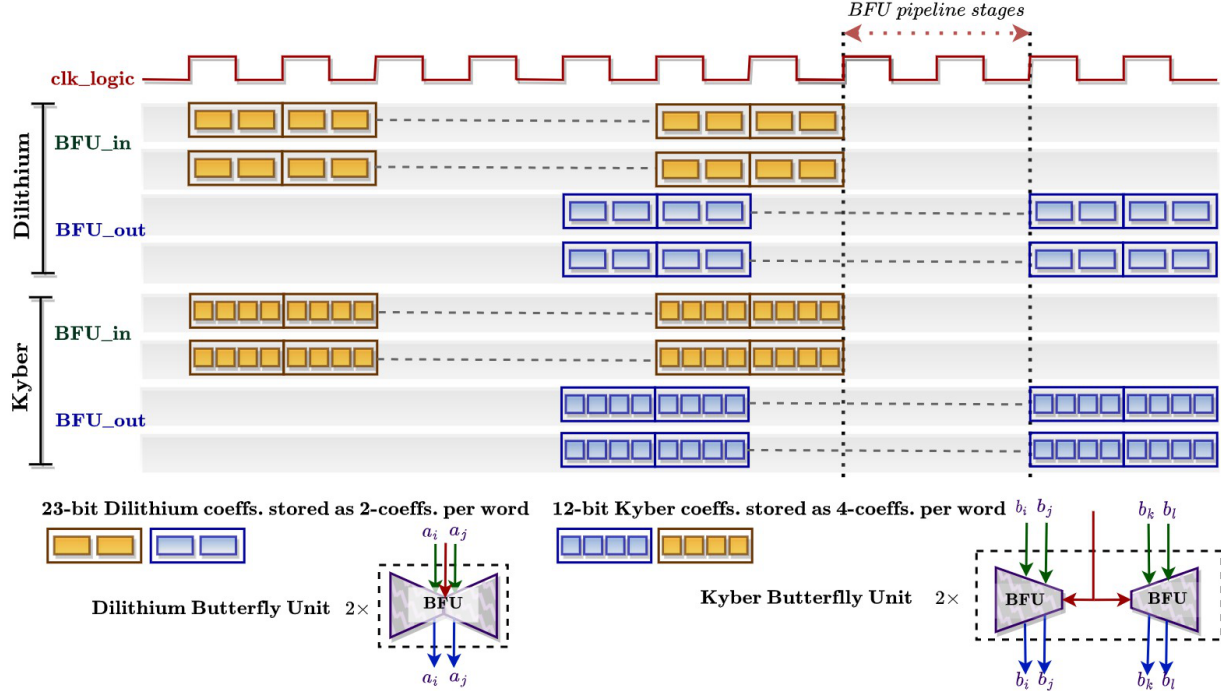 BFU pipeline stages
clk_logic
Dilithium
BFU_in
BFU_out
Kyber
BFU_in
BFU_out
23-bit Dilithium coeffs. stored as 2-coeffs. per word
12-bit Kyber coeffs. stored as 4-coeffs. per word
a_i a_j
b_i b_j
b_k b_l
Dilithium Butterfly Unit 2×
BFU
Kyber Butterflly Unit 2×
BFU
BFU
a_i a_j
b_i b_j
b_k b_l